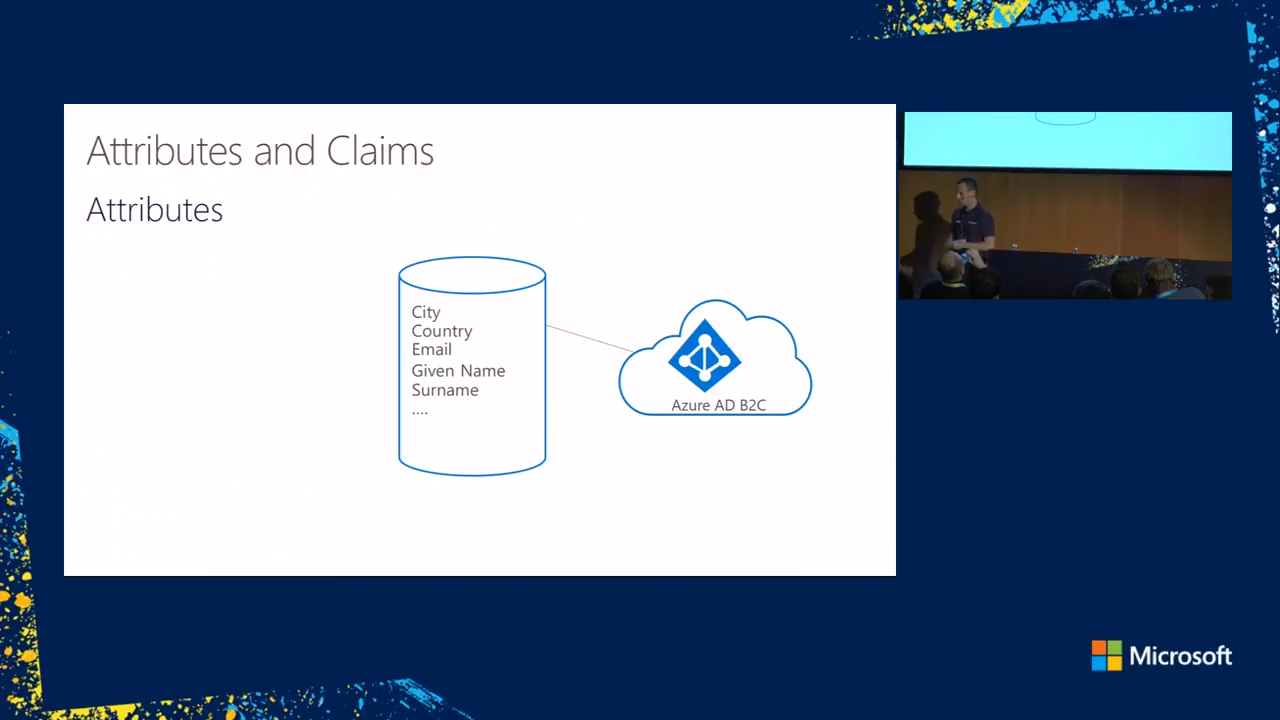 Attributes and Claims
Attributes
City
Country
Email
Given Name
Surname
....
Azure AD B2C
Microsoft